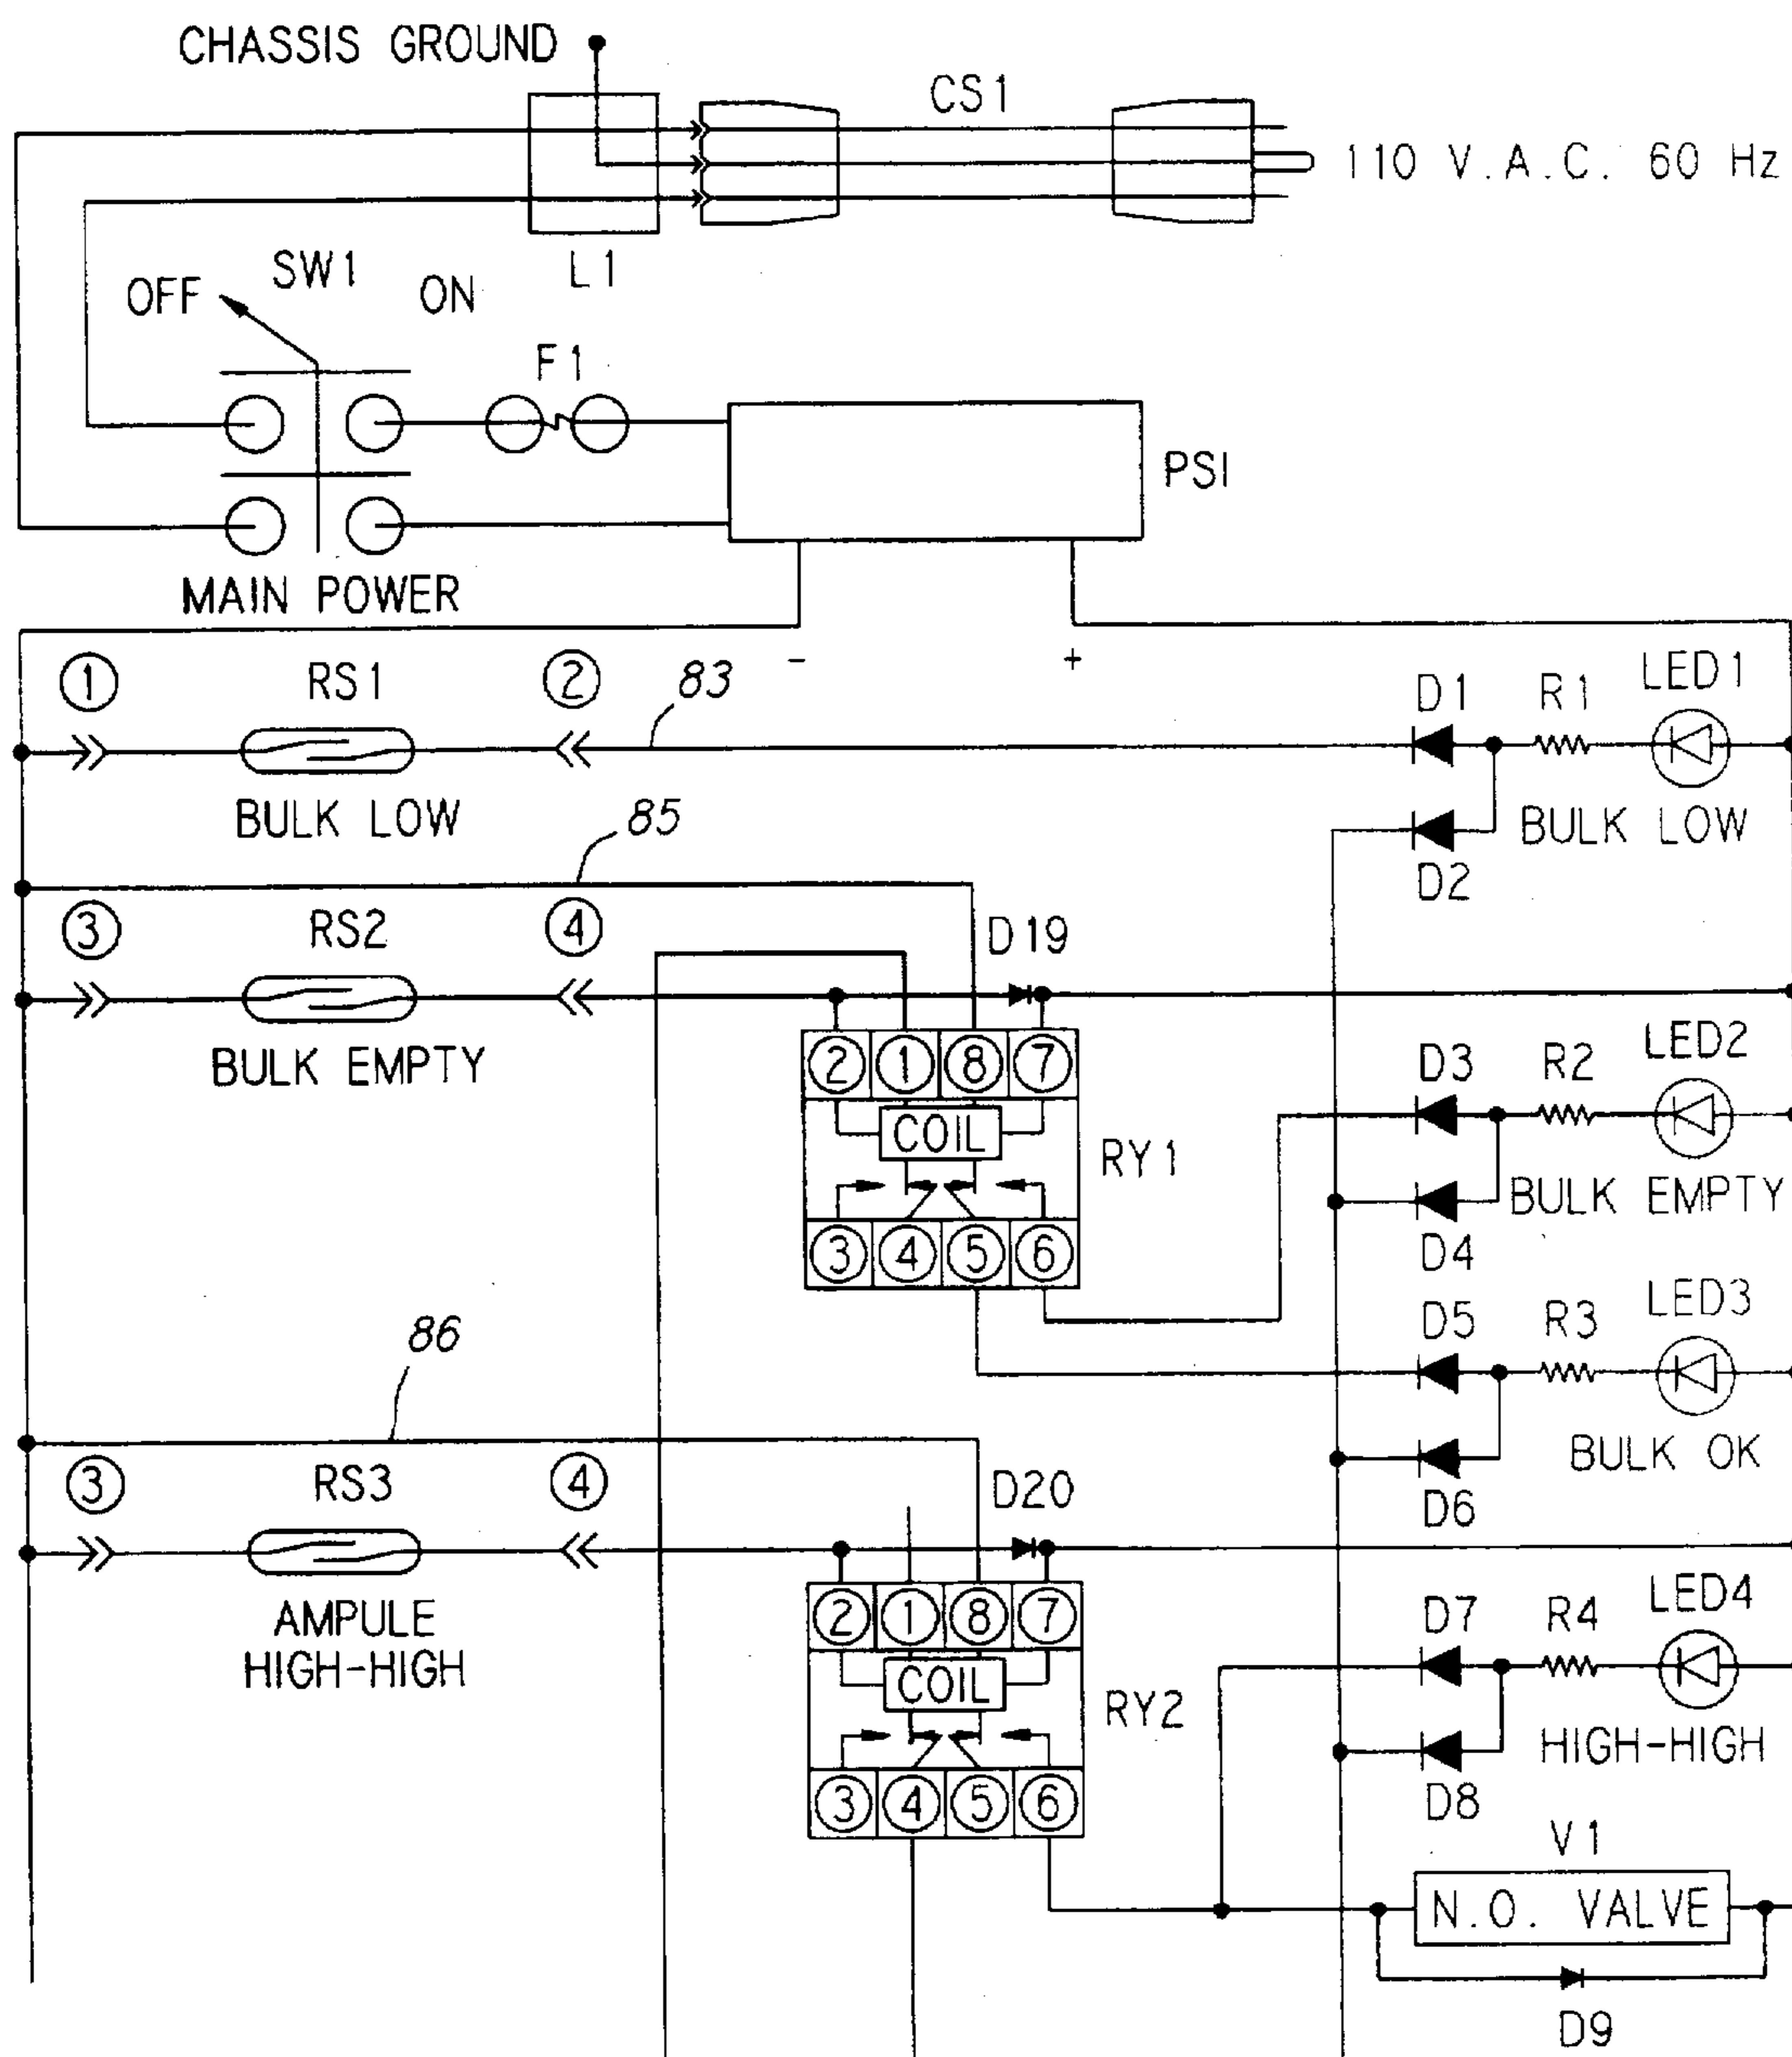 CHASSIS GROUND
CS1
110 V.A.C. 60 Hz
L1
SW1
OFF
ON
F1
PS1
MAIN POWER
-
+
1
RS1
2
83
D1
R1
LED1
BULK LOW
BULK LOW
85
D2
3
RS2
4
D19
BULK EMPTY
2 1 8 7
COIL
RY1
3 4 5 6
D3
R2
LED2
BULK EMPTY
D4
D5
R3
LED3
BULK OK
D6
86
3
RS3
4
D20
AMPULE
HIGH-HIGH
2 1 8 7
COIL
RY2
3 4 5 6
D7
R4
LED4
HIGH-HIGH
D8
V1
N.O. VALVE
D9